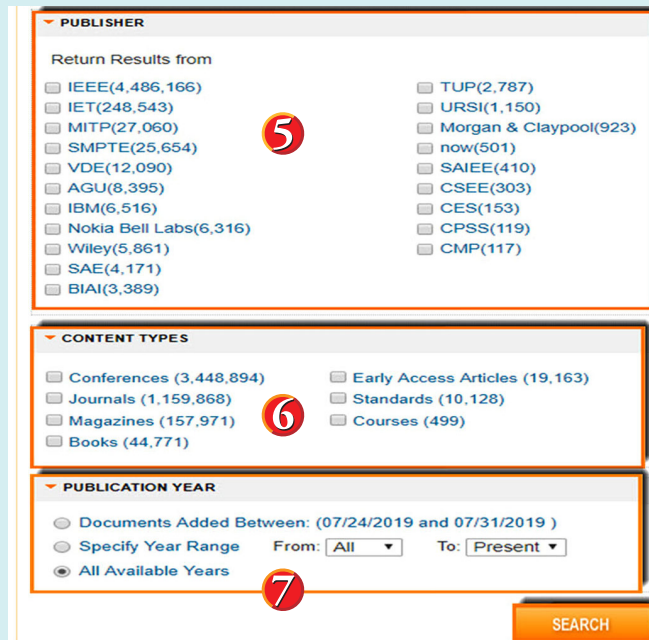 PUBLISHER
Return Results from
IEEE(4,486,166)
IET(248,543)
MITP(27,060)
SMPTE(25,654)
VDE(12,090)
AGU(8,395)
IBM(6,516)
Nokia Bell Labs(6,316)
Wiley(5,861)
SAE(4,171)
BIAI(3,389)
5
TUP(2,787)
URSI(1,150)
Morgan & Claypool(923)
now(501)
SAIEE(410)
CSEE(303)
CES(153)
CPSS(119)
CMP(117)
CONTENT TYPES
Conferences (3,448,894)
Journals (1,159,868)
Magazines (157,971)
Books (44,771)
6
Early Access Articles (19,163)
Standards (10,128)
Courses (499)
PUBLICATION YEAR
Documents Added Between: (07/24/2019 and 07/31/2019 )
Specify Year Range From: All To: Present
All Available Years
7
SEARCH